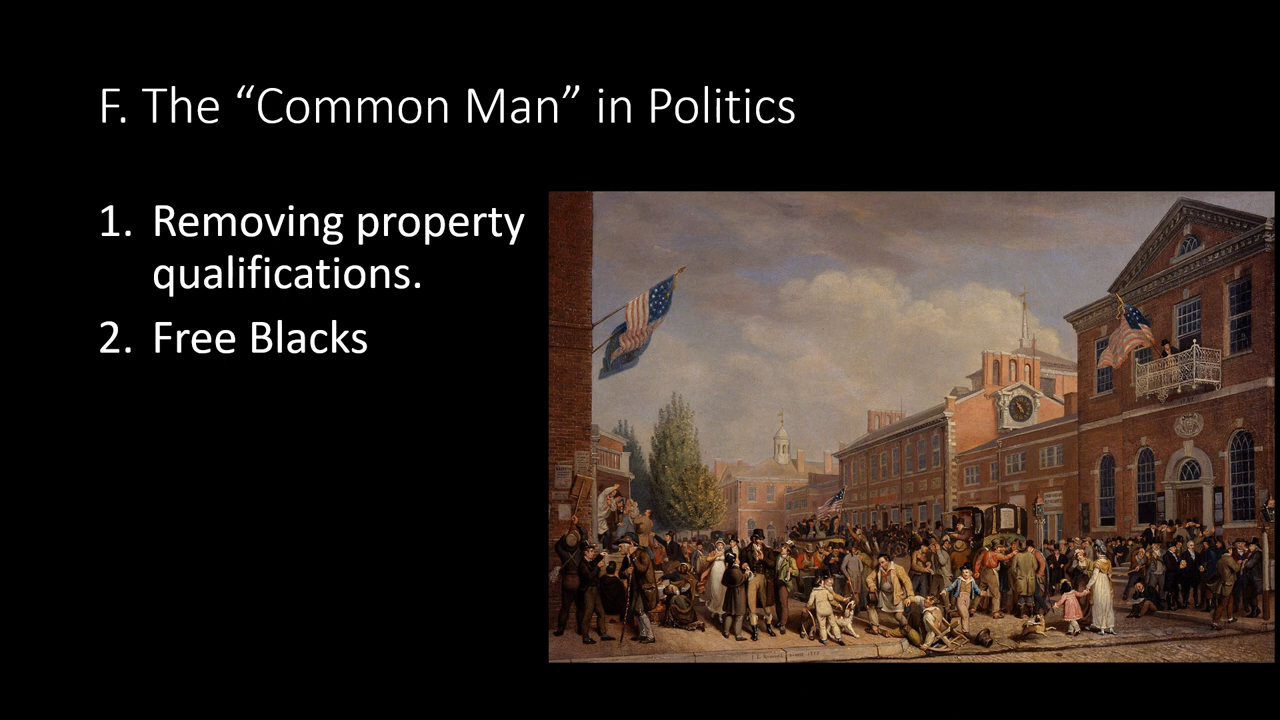 F. The “Common Man” in Politics
1. Removing property
qualifications.
2. Free Blacks